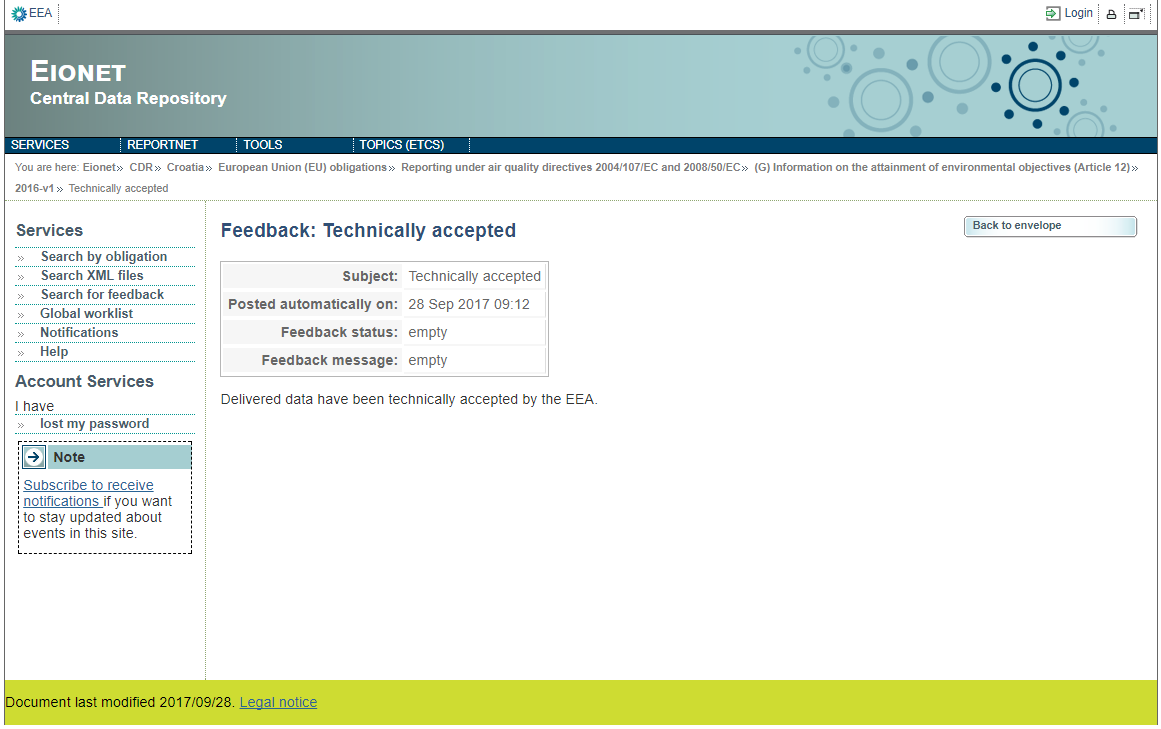 EEA
Login
EIONET
Central Data Repository
SERVICES REPORTNET TOOLS TOPICS (ETCS)
You are here: Eionet» CDR» Croatia» European Union (EU) obligations» Reporting under air quality directives 2004/107/EC and 2008/50/EC» (G) Information on the attainment of environmental objectives (Article 12)»
2016-v1» Technically accepted
Services
» Search by obligation
» Search XML files
» Search for feedback
» Global worklist
» Notifications
» Help
Account Services
I have
» lost my password
Note
Subscribe to receive
notifications if you want
to stay updated about
events in this site.
Feedback: Technically accepted
Back to envelope
Subject: Technically accepted
Posted automatically on: 28 Sep 2017 09:12
Feedback status: empty
Feedback message: empty
Delivered data have been technically accepted by the EEA.
Document last modified 2017/09/28. Legal notice